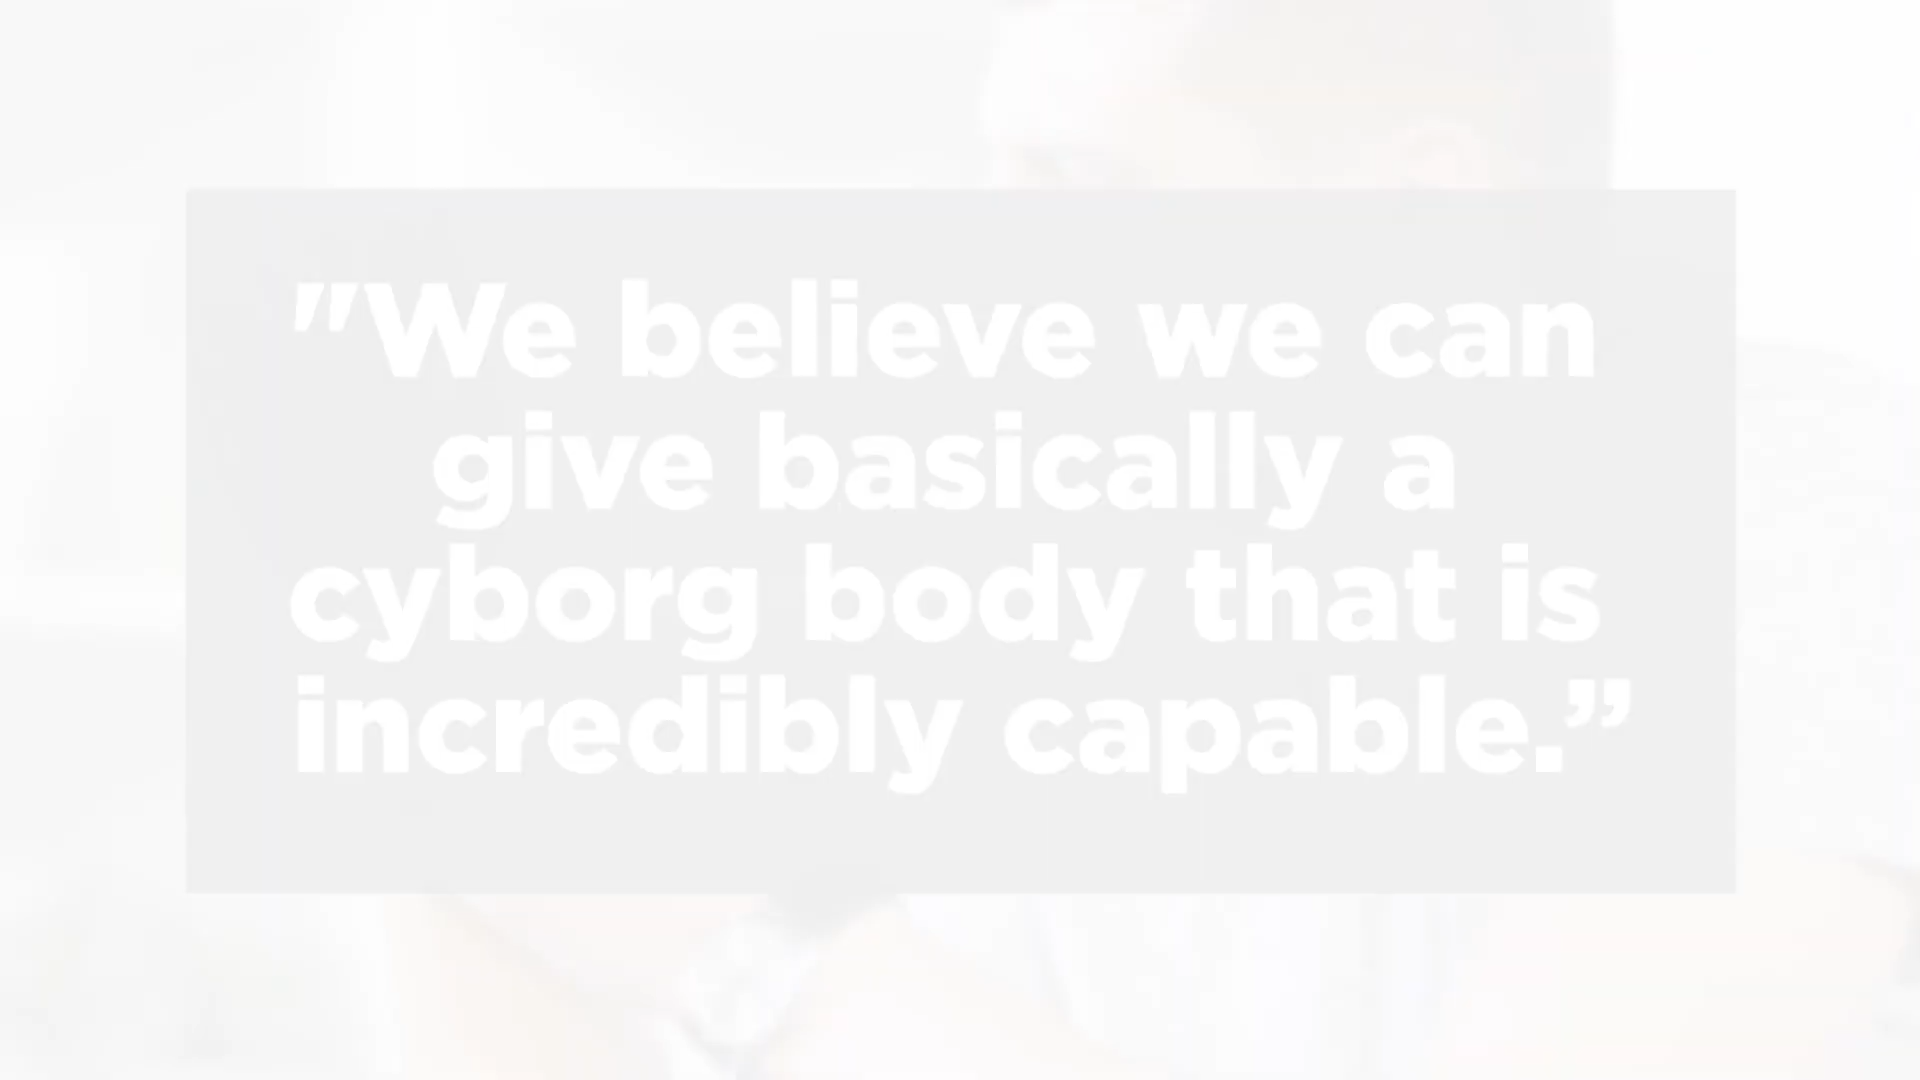 "We believe we can
give basically a
cyborg body that is
incredibly capable.”